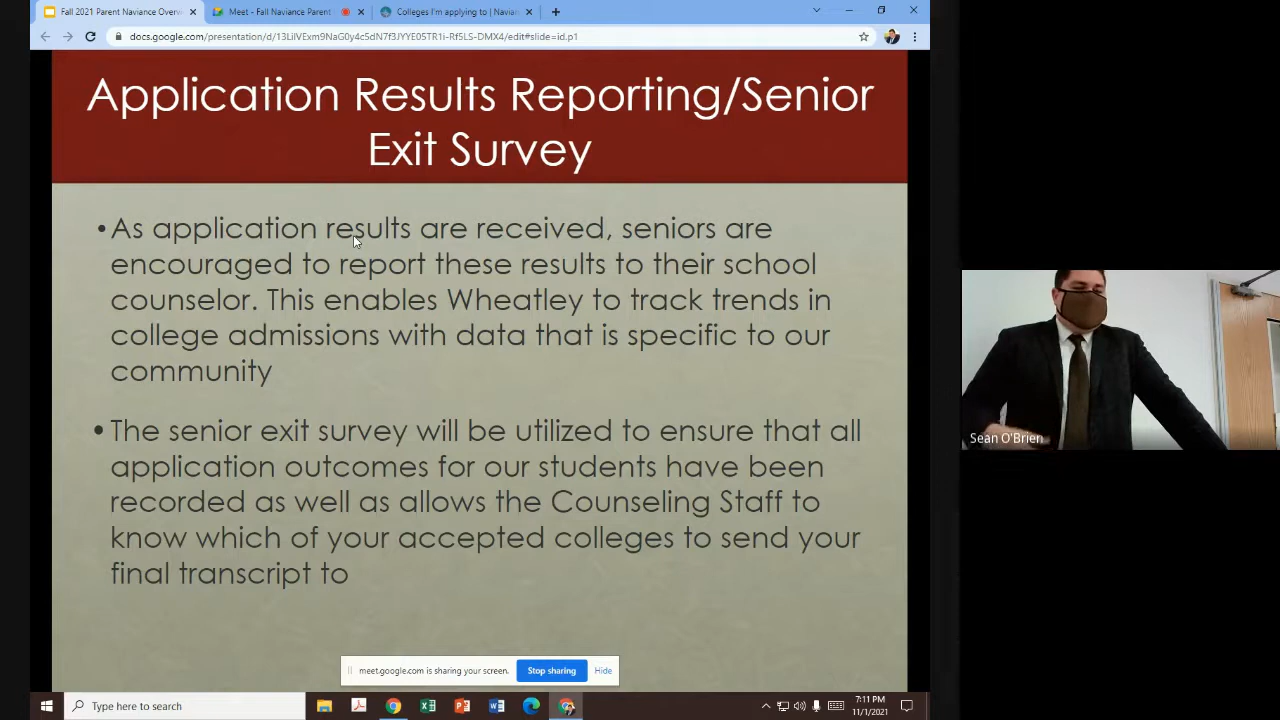 Fall 2021 Parent Naviance Overv
Meet - Fall Naviance Parent
Colleges I'm applying to | Navian
docs.google.com/presentation/d/13LilVExm9NaG0y4c5dN7f3JYYE05TR1i-Rf5LS-DMX4/edit#slide=id.p1
Application Results Reporting/Senior
Exit Survey
•As application results are received, seniors are
encouraged to report these results to their school
counselor. This enables Wheatley to track trends in
college admissions with data that is specific to our
community
•The senior exit survey will be utilized to ensure that all
application outcomes for our students have been
recorded as well as allows the Counseling Staff to
know which of your accepted colleges to send your
final transcript to
Sean O'Brien
meet.google.com is sharing your screen.
Stop sharing
Hide
Type here to search
7:11 PM
11/1/2021